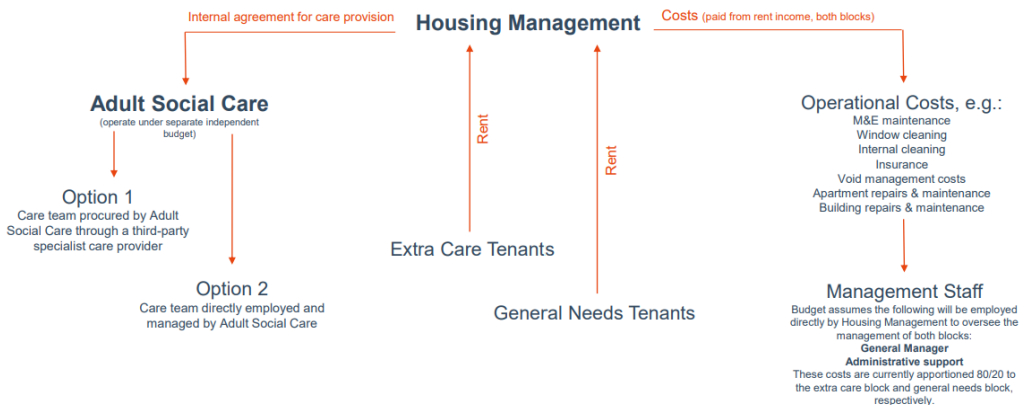 Internal agreement for care provision
Housing Management
Costs (paid from rent income, both blocks)
Adult Social Care
(operate under separate independent
budget)
Option 1
Care team procured by Adult
Social Care through a third-party
specialist care provider
Option 2
Care team directly employed and
managed by Adult Social Care
Rent
Extra Care Tenants
Rent
General Needs Tenants
Operational Costs, e.g.:
M&E maintenance
Window cleaning
Internal cleaning
Insurance
Void management costs
Apartment repairs & maintenance
Building repairs & maintenance
Management Staff
Budget assumes the following will be employed
directly by Housing Management to oversee the
management of both blocks:
General Manager
Administrative support
These costs are currently apportioned 80/20 to
the extra care block and general needs block,
respectively.